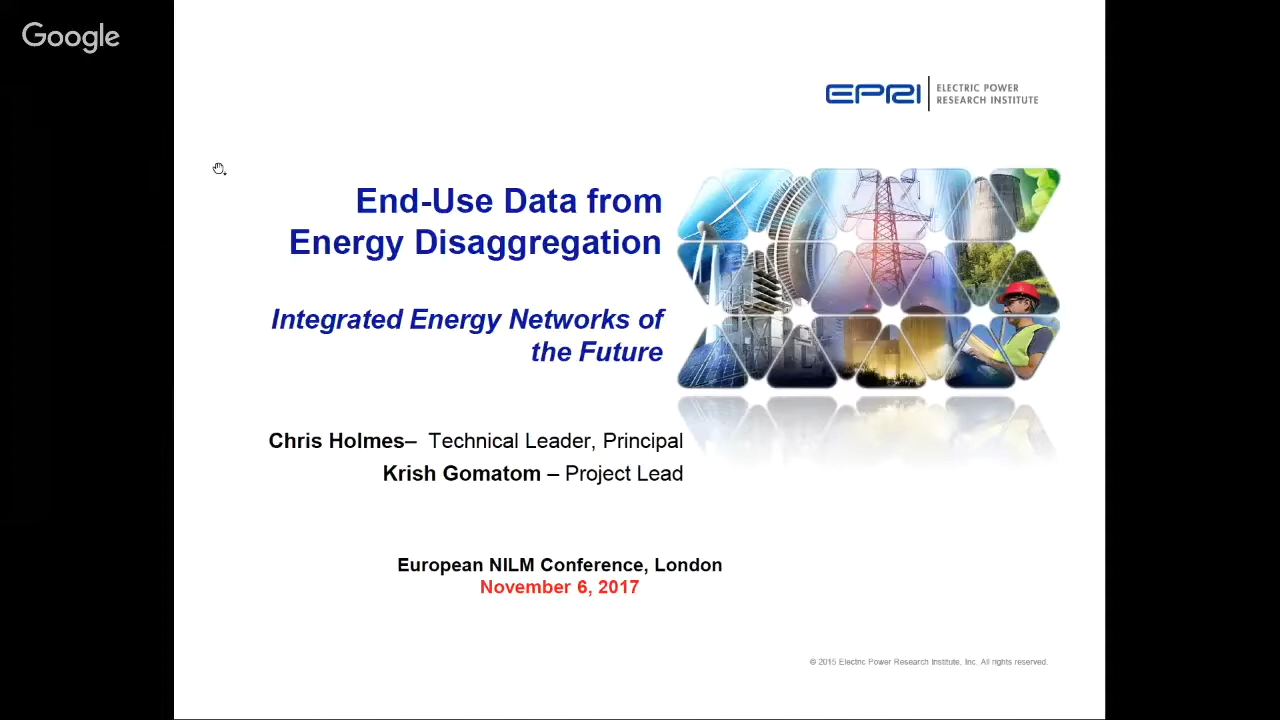 Google
EPRI
ELECTRIC POWER
RESEARCH INSTITUTE
End-Use Data from
Energy Disaggregation
Integrated Energy Networks of
the Future
Chris Holmes– Technical Leader, Principal
Krish Gomatom – Project Lead
European NILM Conference, London
November 6, 2017
© 2015 Electric Power Research Institute, Inc. All rights reserved.